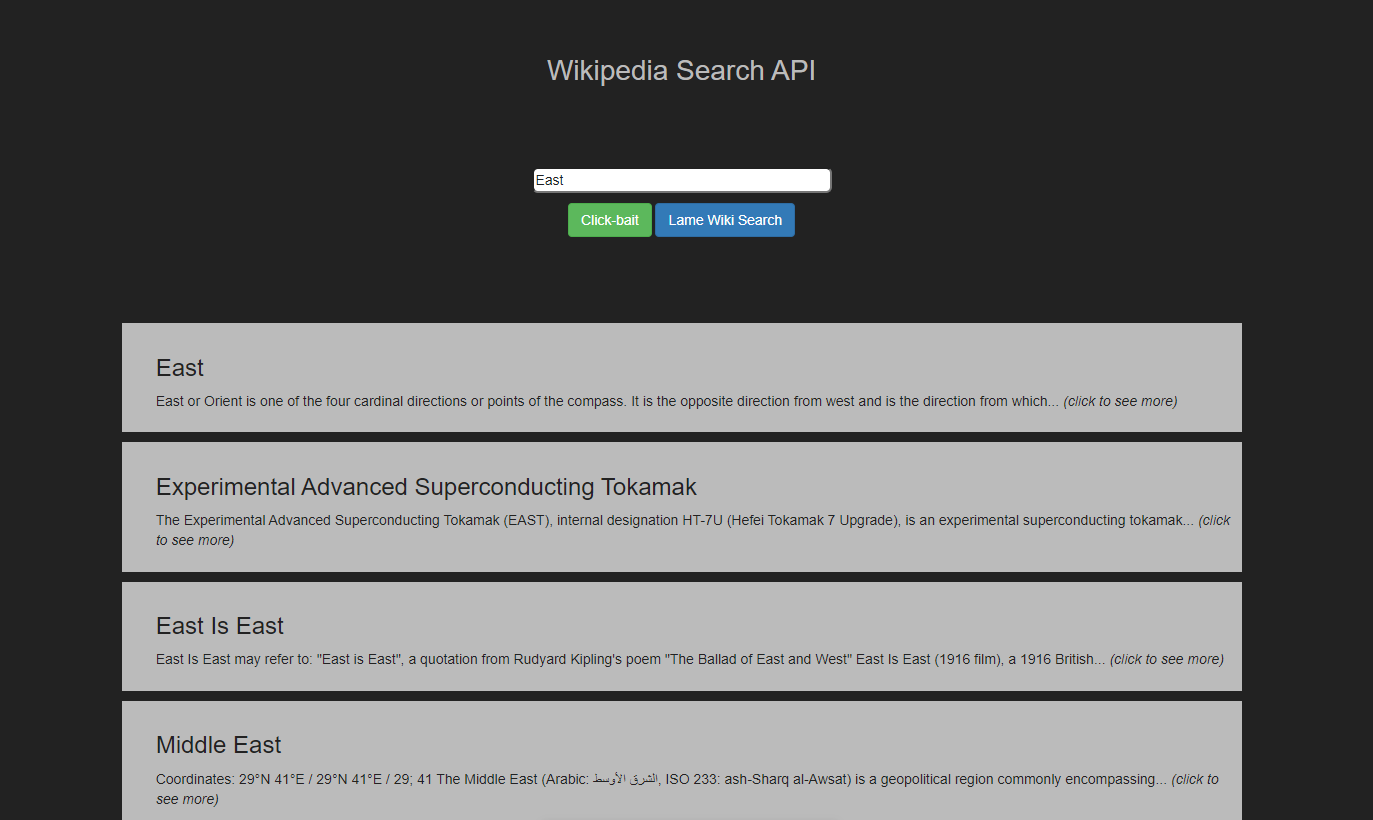 Wikipedia Search API
East
Click-bait Lame Wiki Search
East
East or Orient is one of the four cardinal directions or points of the compass. It is the opposite direction from west and is the direction from which... (click to see more)
Experimental Advanced Superconducting Tokamak
The Experimental Advanced Superconducting Tokamak (EAST), internal designation HT-7U (Hefei Tokamak 7 Upgrade), is an experimental superconducting tokamak... (click
to see more)
East Is East
East Is East may refer to: "East is East", a quotation from Rudyard Kipling's poem "The Ballad of East and West" East Is East (1916 film), a 1916 British... (click to see more)
Middle East
Coordinates: 29°N 41°E / 29°N 41°E / 29; 41 The Middle East (Arabic: الشرق الأوسط, ISO 233: ash-Sharq al-Awsat) is a geopolitical region commonly encompassing... (click to
see more)